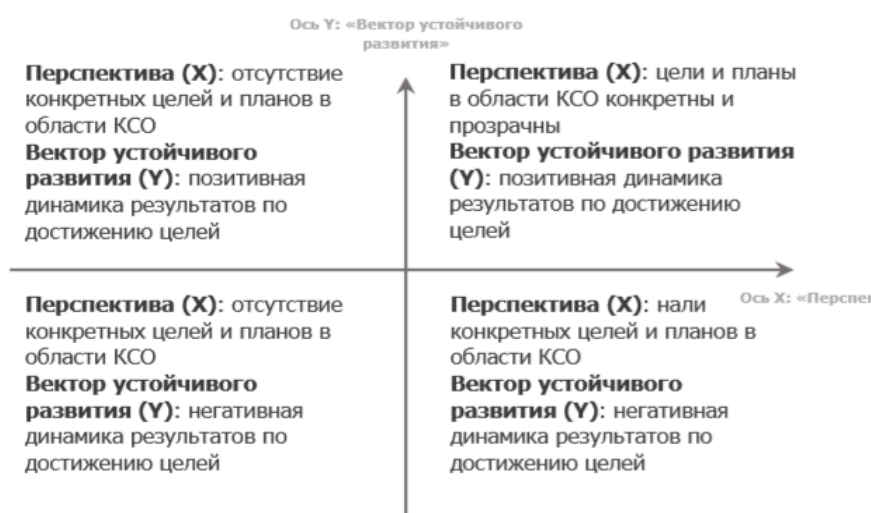 Ось Y: «Вектор устойчивого
развития»
Перспектива (X): отсутствие
конкретных целей и планов в
области КСО
Вектор устойчивого
развития (Y): позитивная
динамика результатов по
достижению целей
Перспектива (X): цели и планы
в области КСО конкретны и
прозрачны
Вектор устойчивого развития
(Y): позитивная динамика
результатов по достижению
целей
Ось X: «Перспек
Перспектива (X): отсутствие
конкретных целей и планов в
области КСО
Вектор устойчивого
развития (Y): негативная
динамика результатов по
достижению целей
Перспектива (X): нали
конкретных целей и планов в
области КСО
Вектор устойчивого
развития (Y): негативная
динамика результатов по
достижению целей